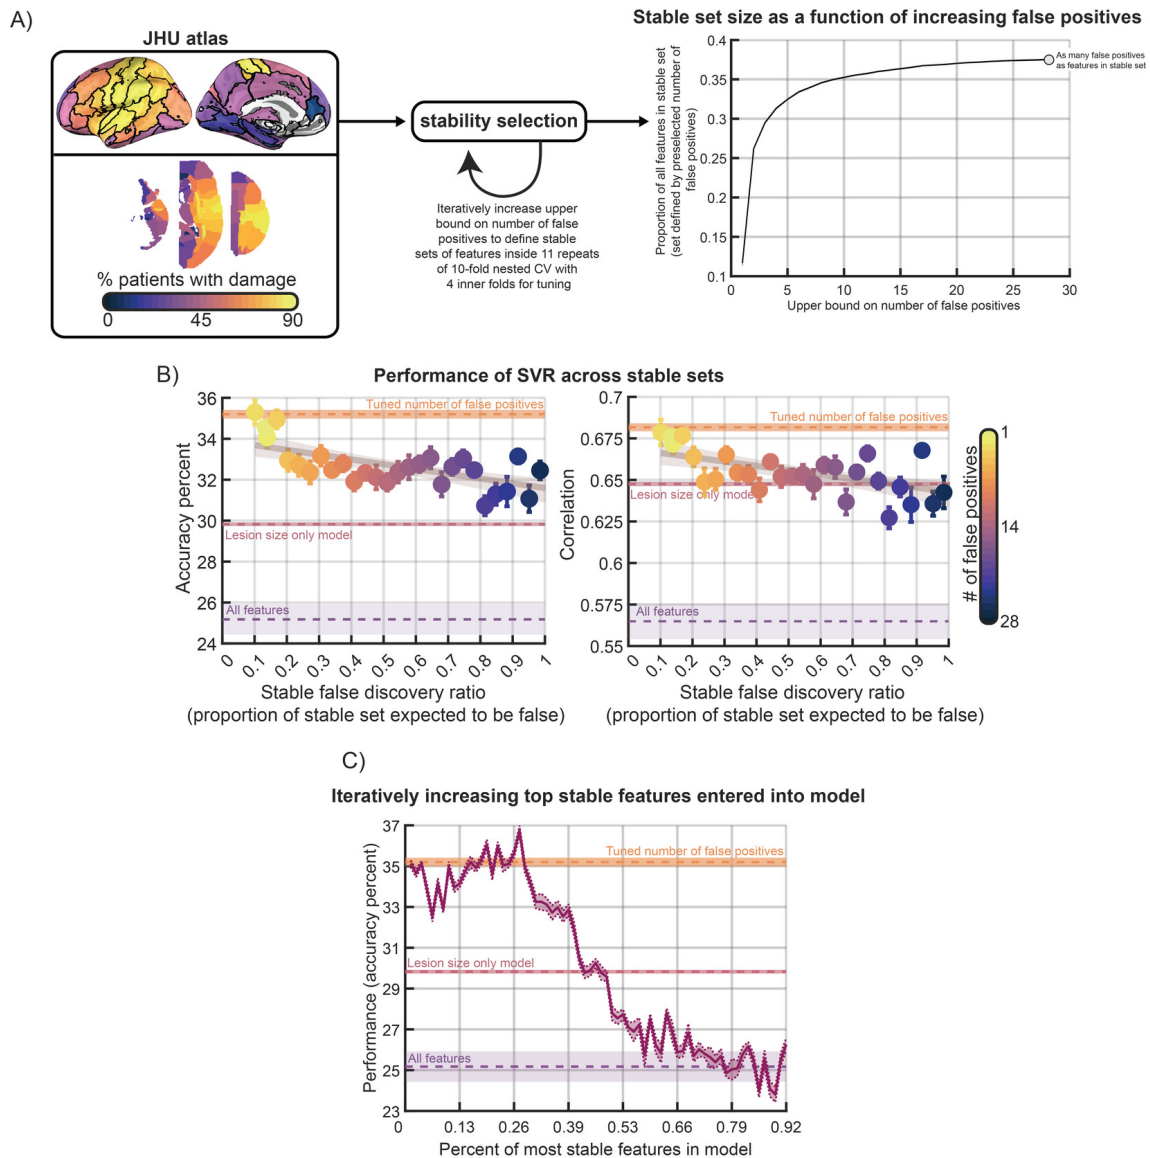 A)
JHU atlas
% patients with damage
0 45 90
stability selection
Iteratively increase upper
bound on number of false
positives to define stable
sets of features inside 11 repeats
of 10-fold nested CV with
4 inner folds for tuning
Stable set size as a function of increasing false positives
Proportion of all features in stable set
(set defined by preselected number of
false positives)
0.4
0.35
0.3
0.25
0.2
0.15
0.1
As many false positives
as features in stable set
0 5 10 15 20 25 30
Upper bound on number of false positives
B)
Performance of SVR across stable sets
Accuracy percent
36
34
32
30
28
26
24
Tuned number of false positives
Lesion size only model
All features
0 0.1 0.2 0.3 0.4 0.5 0.6 0.7 0.8 0.9 1
Stable false discovery ratio
(proportion of stable set expected to be false)
Correlation
0.7
0.675
0.65
0.625
0.6
0.575
0.55
Tuned number of false positives
Lesion size only model
All features
0 0.1 0.2 0.3 0.4 0.5 0.6 0.7 0.8 0.9 1
Stable false discovery ratio
(proportion of stable set expected to be false)
# of false positives
1
14
28
C)
Iteratively increasing top stable features entered into model
Performance (accuracy percent)
37
35
33
31
29
27
25
23
Tuned number of false positives
Lesion size only model
All features
0 0.13 0.26 0.39 0.53 0.66 0.79 0.92
Percent of most stable features in model